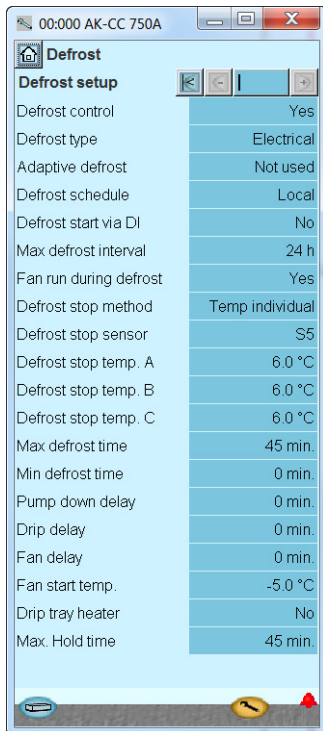 00:000 AK-CC 750A
Defrost
Defrost setup
Defrost control Yes
Defrost type Electrical
Adaptive defrost Not used
Defrost schedule Local
Defrost start via DI No
Max defrost interval 24 h
Fan run during defrost Yes
Defrost stop method Temp individual
Defrost stop sensor S5
Defrost stop temp. A 6.0 °C
Defrost stop temp. B 6.0 °C
Defrost stop temp. C 6.0 °C
Max defrost time 45 min.
Min defrost time 0 min.
Pump down delay 0 min.
Drip delay 0 min.
Fan delay 0 min.
Fan start temp. -5.0 °C
Drip tray heater No
Max. Hold time 45 min.